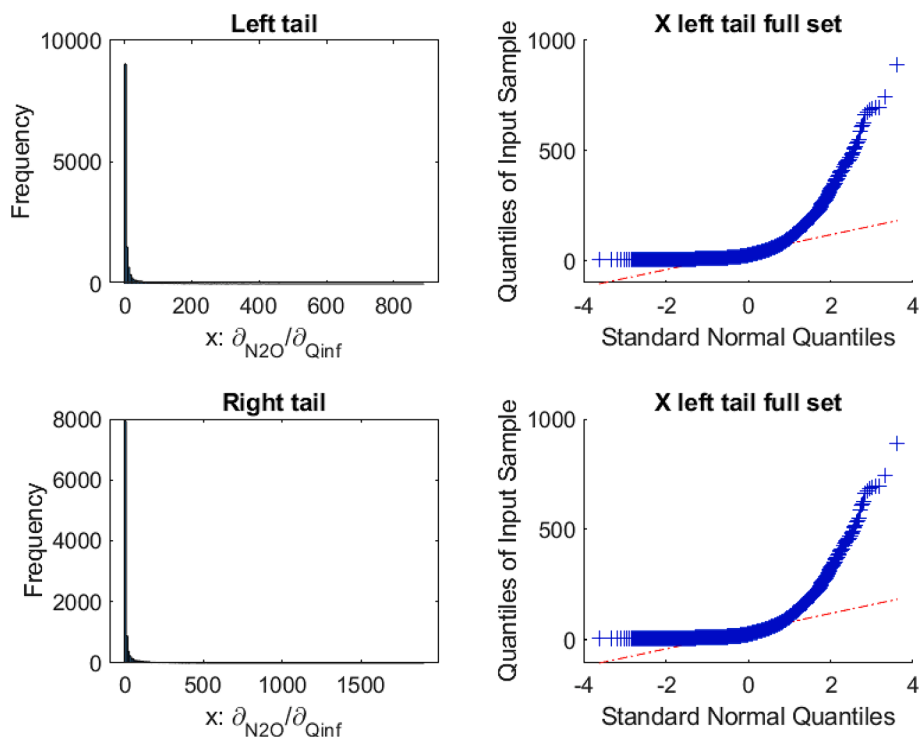 Left tail
10000
5000
0
Frequency
0 200 400 600 800
x: ∂N2O/∂Qinf
X left tail full set
1000
500
0
Quantiles of Input Sample
-4 -2 0 2 4
Standard Normal Quantiles
Right tail
8000
6000
4000
2000
0
Frequency
0 500 1000 1500
x: ∂N2O/∂Qinf
X left tail full set
1000
500
0
Quantiles of Input Sample
-4 -2 0 2 4
Standard Normal Quantiles